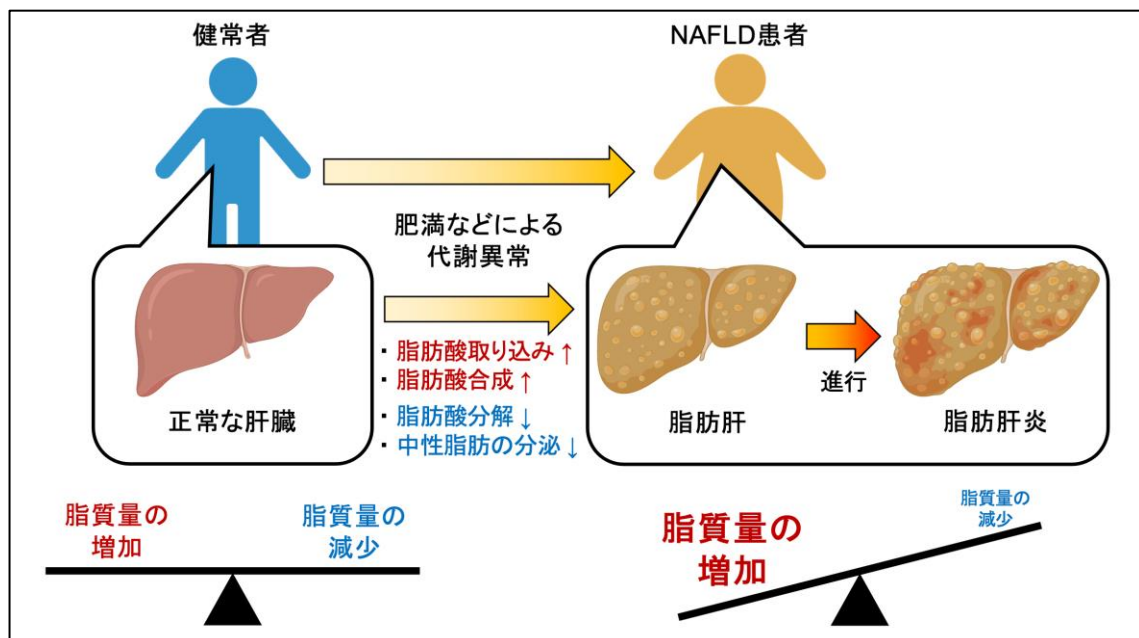 健常者
NAFLD患者
肥満などによる
代謝異常
・脂肪酸取り込み↑
・脂肪酸合成↑
・脂肪酸分解↓
・中性脂肪の分泌↓
正常な肝臓
脂肪肝
進行
脂肪肝炎
脂質量の
増加
脂質量の
減少
脂質量の
増加
脂質量の
減少